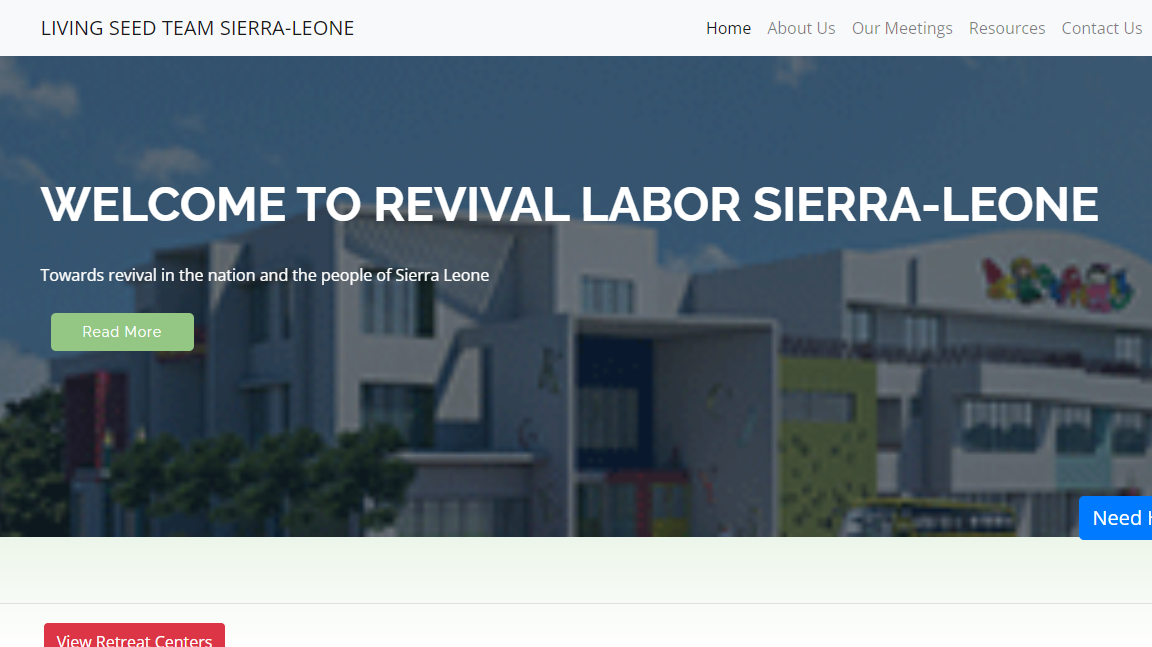 LIVING SEED TEAM SIERRA-LEONE
Home About Us Our Meetings Resources Contact Us
WELCOME TO REVIVAL LABOR SIERRA-LEONE
Towards revival in the nation and the people of Sierra Leone
Read More
Need
View Retreat Centers